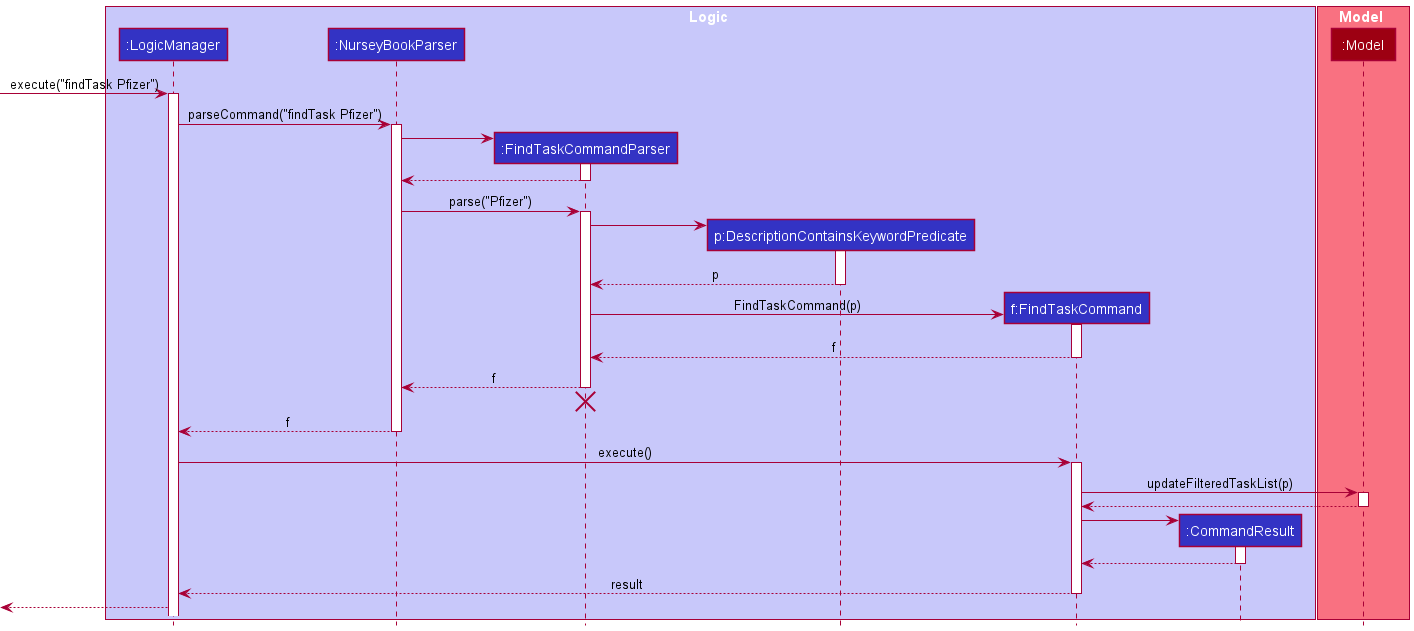 Logic
Model
:LogicManager
:NurseyBookParser
:Model
execute("findTask Pfizer")
parseCommand("findTask Pfizer")
:FindTaskCommandParser
parse("Pfizer")
p:DescriptionContainsKeywordPredicate
p
FindTaskCommand(p)
f:FindTaskCommand
f
f
f
execute()
updateFilteredTaskList(p)
:CommandResult
result